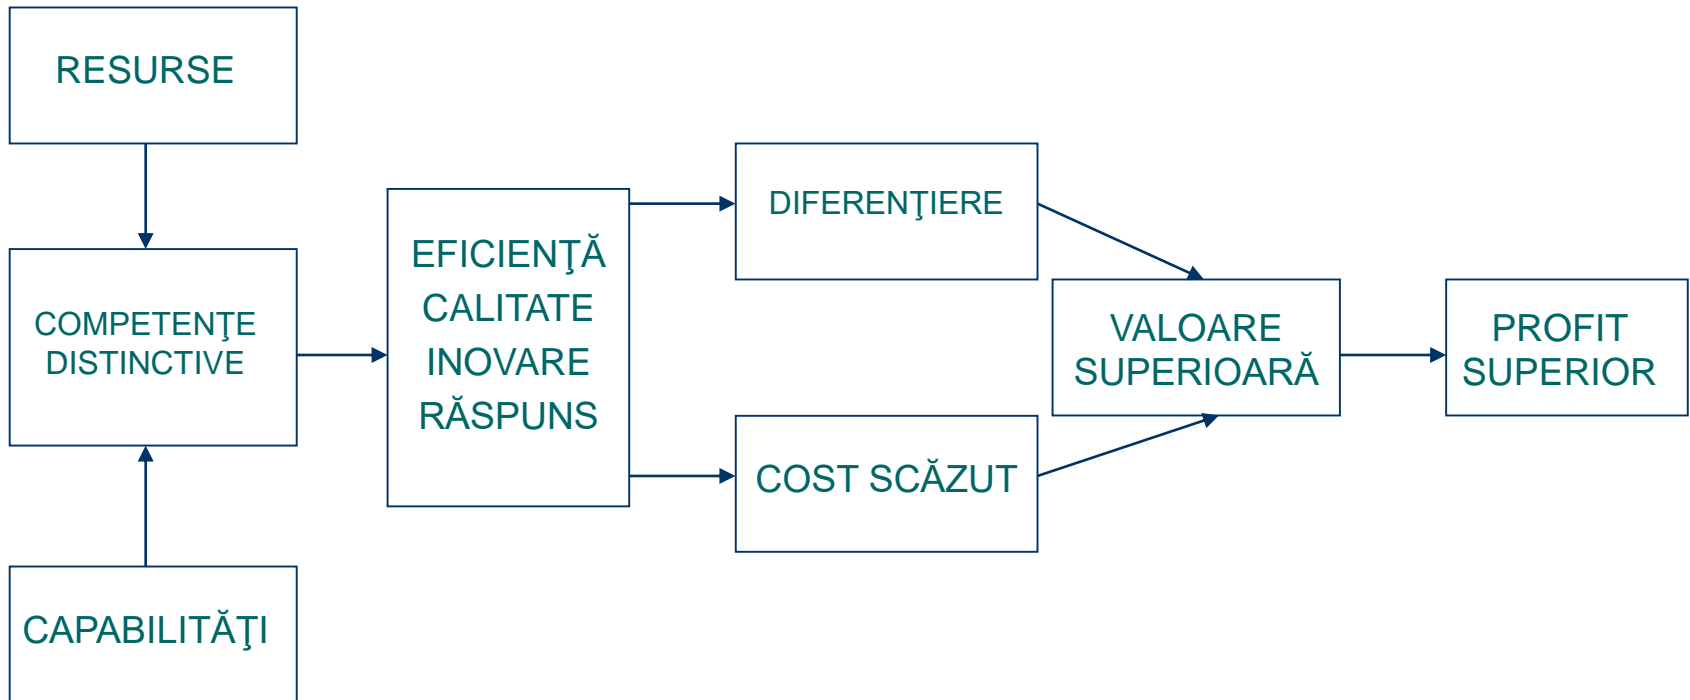 RESURSE
COMPETENŢE
DISTINCTIVE
CAPABILITĂŢI
EFICIENŢĂ
CALITATE
INOVARE
RĂSPUNS
DIFERENŢIERE
COST SCĂZUT
VALOARE
SUPERIOARĂ
PROFIT
SUPERIOR